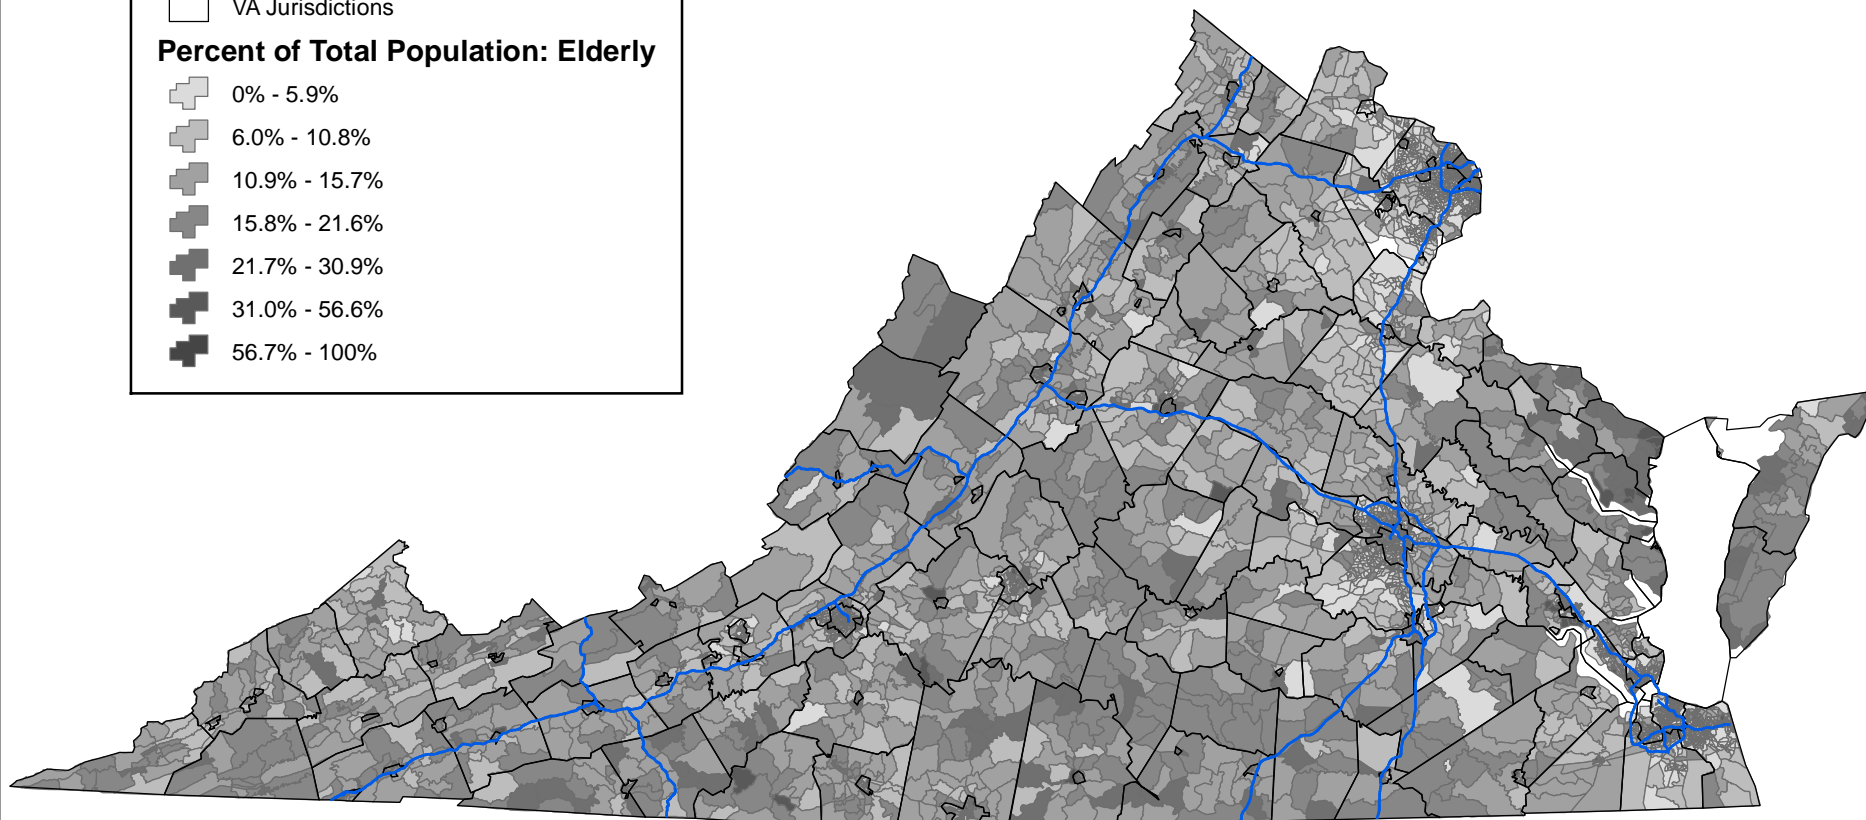 VA Jurisdictions
Percent of Total Population: Elderly
0% - 5.9%
6.0% - 10.8%
10.9% - 15.7%
15.8% - 21.6%
21.7% - 30.9%
31.0% - 56.6%
56.7% - 100%